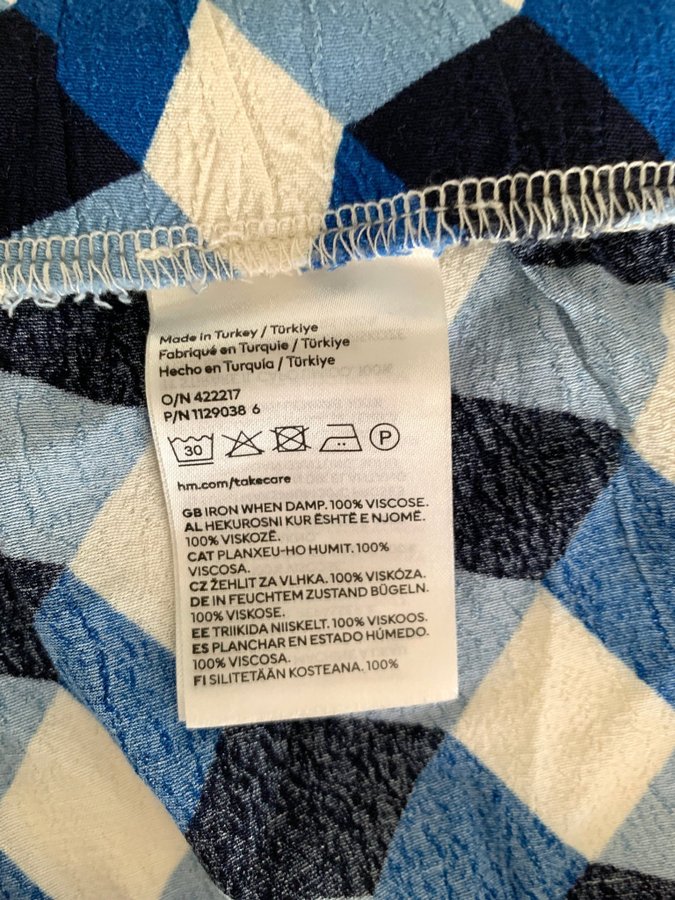 Made in Turkey / Türkiye
Fabriqué en Turquie / Türkiye
Hecho en Turquía / Türkiye
O/N 422217
P/N 1129038 6
30
P
hm.com/takecare
GB IRON WHEN DAMP. 100% VISCOSE.
AL HEKUROSNI KUR ËSHTË E NJOMË.
100% VISKOZË.
CAT PLANXEU-HO HUMIT. 100%
VISCOSA.
CZ ŽEHLIT ZA VLHKA. 100% VISKÓZA.
DE IN FEUCHTEM ZUSTAND BÜGELN.
100% VISKOSE.
EE TRIIKIDA NIISKELT. 100% VISKOOS.
ES PLANCHAR EN ESTADO HÚMEDO.
100% VISCOSA.
FI SILITETÄÄN KOSTEANA. 100%